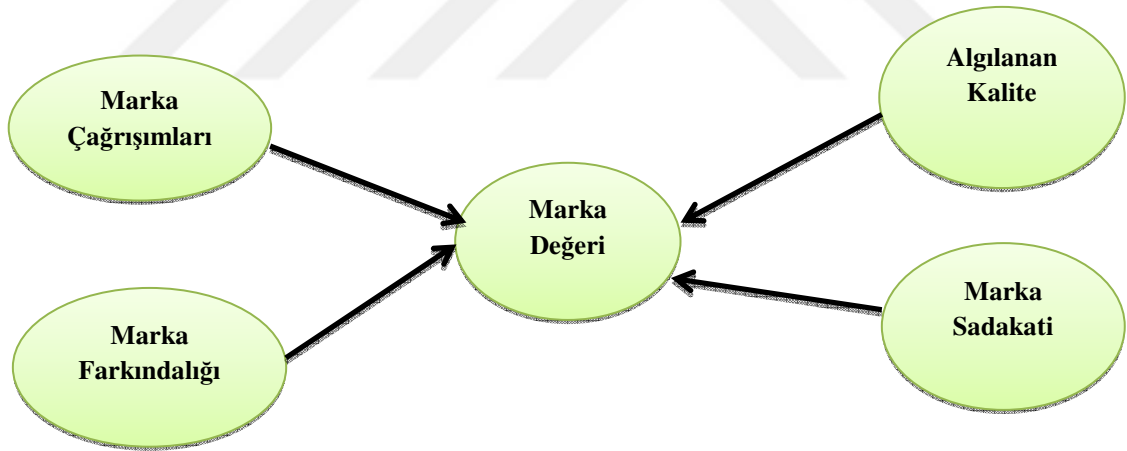 Marka
Çağrışımları
Algılanan
Kalite
Marka
Değeri
Marka
Farkındalığı
Marka
Sadakati